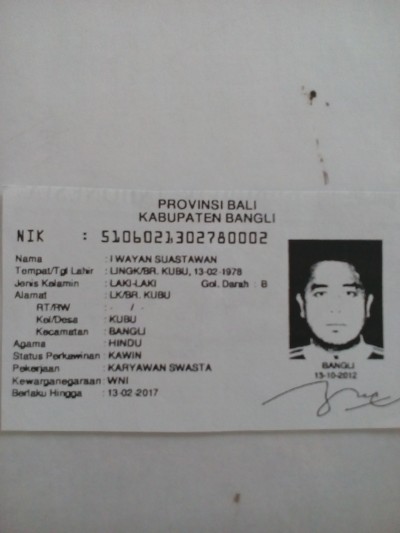 PROVINSI BALI
KABUPATEN BANGLI
NIK : 5106021302780002
Nama : I WAYAN SUASTAWAN
Tempat/Tgl Lahir : LINGK/BR. KUBU, 13-02-1978
Jenis Kelamin : LAKI-LAKI Gol. Darah : B
Alamat : LK/BR. KUBU
RT/RW : - / -
Kel/Desa : KUBU
Kecamatan : BANGLI
Agama : HINDU
Status Perkawinan : KAWIN
Pekerjaan : KARYAWAN SWASTA
Kewarganegaraan : WNI
Berlaku Hingga : 13-02-2017
BANGLI
13-10-2012